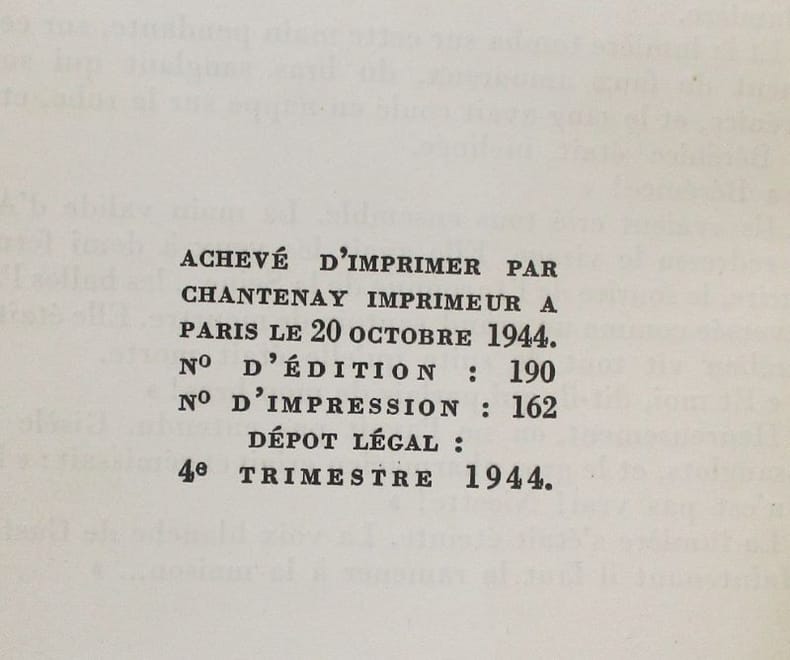 ACHEVÉ D'IMPRIMER PAR
CHANTENAY IMPRIMEUR A
PARIS LE 20 OCTOBRE 1944.
Nº D'ÉDITION : 190
Nº D'IMPRESSION : 162
DÉPOT LÉGAL :
4e TRIMESTRE 1944.